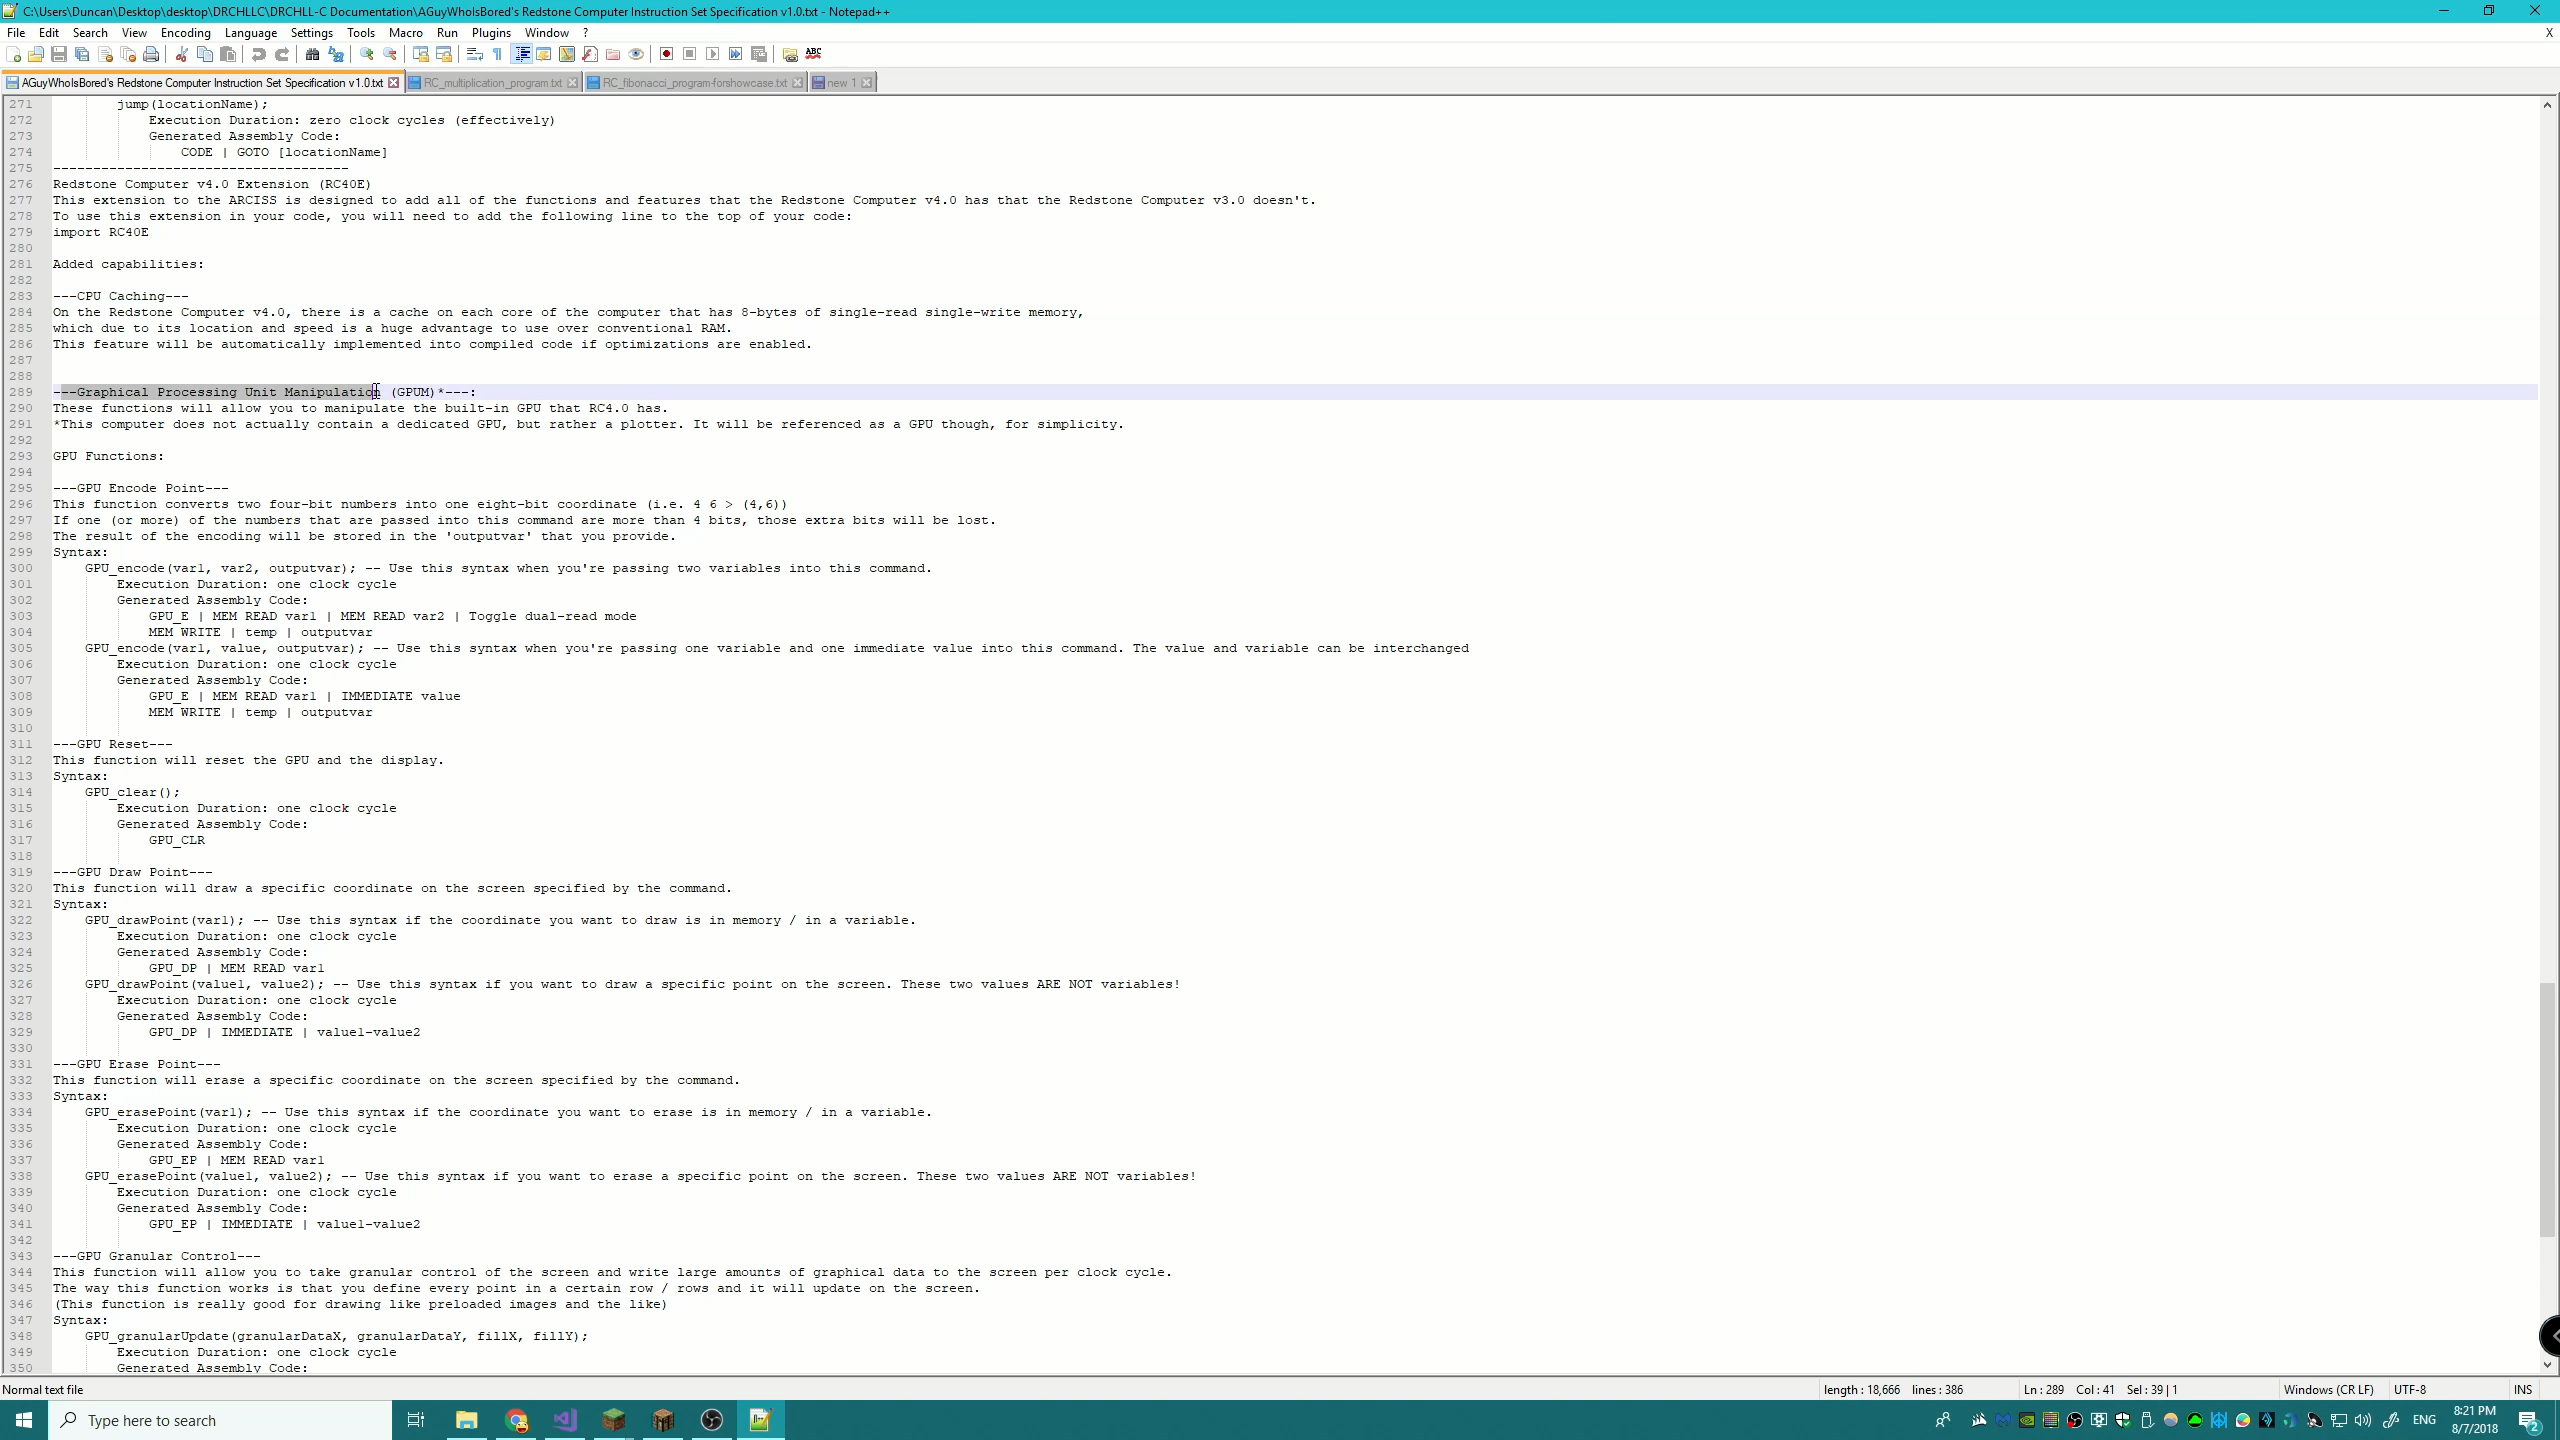 C:\Users\Duncan\Desktop\desktop\DRCHLLC\DRCHLL-C Documentation\AGuyWhoIsBored's Redstone Computer Instruction Set Specification v1.0.txt - Notepad++
File Edit Search View Encoding Language Settings Tools Macro Run Plugins Window ? X
AGuyWhoIsBored's Redstone Computer Instruction Set Specification v1.0.txt RC_multiplication_program.txt RC_fibonacci_program-forshowcase.txt new 1
271 jump(locationName);
272 Execution Duration: zero clock cycles (effectively)
273 Generated Assembly Code:
274 CODE | GOTO [locationName]
275 -------------------------------------
276 Redstone Computer v4.0 Extension (RC40E)
277 This extension to the ARCISS is designed to add all of the functions and features that the Redstone Computer v4.0 has that the Redstone Computer v3.0 doesn't.
278 To use this extension in your code, you will need to add the following line to the top of your code:
279 import RC40E
280
281 Added capabilities:
282
283 ---CPU Caching---
284 On the Redstone Computer v4.0, there is a cache on each core of the computer that has 8-bytes of single-read single-write memory,
285 which due to its location and speed is a huge advantage to use over conventional RAM.
286 This feature will be automatically implemented into compiled code if optimizations are enabled.
287
288
289 ---Graphical Processing Unit Manipulation (GPUM)*---:
290 These functions will allow you to manipulate the built-in GPU that RC4.0 has.
291 *This computer does not actually contain a dedicated GPU, but rather a plotter. It will be referenced as a GPU though, for simplicity.
292
293 GPU Functions:
294
295 ---GPU Encode Point---
296 This function converts two four-bit numbers into one eight-bit coordinate (i.e. 4 6 > (4,6))
297 If one (or more) of the numbers that are passed into this command are more than 4 bits, those extra bits will be lost.
298 The result of the encoding will be stored in the 'outputvar' that you provide.
299 Syntax:
300 GPU_encode(var1, var2, outputvar); -- Use this syntax when you're passing two variables into this command.
301 Execution Duration: one clock cycle
302 Generated Assembly Code:
303 GPU_E | MEM READ var1 | MEM READ var2 | Toggle dual-read mode
304 MEM WRITE | temp | outputvar
305 GPU_encode(var1, value, outputvar); -- Use this syntax when you're passing one variable and one immediate value into this command. The value and variable can be interchanged
306 Execution Duration: one clock cycle
307 Generated Assembly Code:
308 GPU_E | MEM READ var1 | IMMEDIATE value
309 MEM WRITE | temp | outputvar
310
311 ---GPU Reset---
312 This function will reset the GPU and the display.
313 Syntax:
314 GPU_clear();
315 Execution Duration: one clock cycle
316 Generated Assembly Code:
317 GPU_CLR
318
319 ---GPU Draw Point---
320 This function will draw a specific coordinate on the screen specified by the command.
321 Syntax:
322 GPU_drawPoint(var1); -- Use this syntax if the coordinate you want to draw is in memory / in a variable.
323 Execution Duration: one clock cycle
324 Generated Assembly Code:
325 GPU_DP | MEM READ var1
326 GPU_drawPoint(value1, value2); -- Use this syntax if you want to draw a specific point on the screen. These two values ARE NOT variables!
327 Execution Duration: one clock cycle
328 Generated Assembly Code:
329 GPU_DP | IMMEDIATE | value1-value2
330
331 ---GPU Erase Point---
332 This function will erase a specific coordinate on the screen specified by the command.
333 Syntax:
334 GPU_erasePoint(var1); -- Use this syntax if the coordinate you want to erase is in memory / in a variable.
335 Execution Duration: one clock cycle
336 Generated Assembly Code:
337 GPU_EP | MEM READ var1
338 GPU_erasePoint(value1, value2); -- Use this syntax if you want to erase a specific point on the screen. These two values ARE NOT variables!
339 Execution Duration: one clock cycle
340 Generated Assembly Code:
341 GPU_EP | IMMEDIATE | value1-value2
342
343 ---GPU Granular Control---
344 This function will allow you to take granular control of the screen and write large amounts of graphical data to the screen per clock cycle.
345 The way this function works is that you define every point in a certain row / rows and it will update on the screen.
346 (This function is really good for drawing like preloaded images and the like)
347 Syntax:
348 GPU_granularUpdate(granularDataX, granularDataY, fillX, fillY);
349 Execution Duration: one clock cycle
350 Generated Assembly Code:
Normal text file length : 18,666 lines : 386 Ln : 289 Col : 41 Sel : 39 | 1 Windows (CR LF) UTF-8 INS
Type here to search ENG 8:21 PM 2
8/7/2018